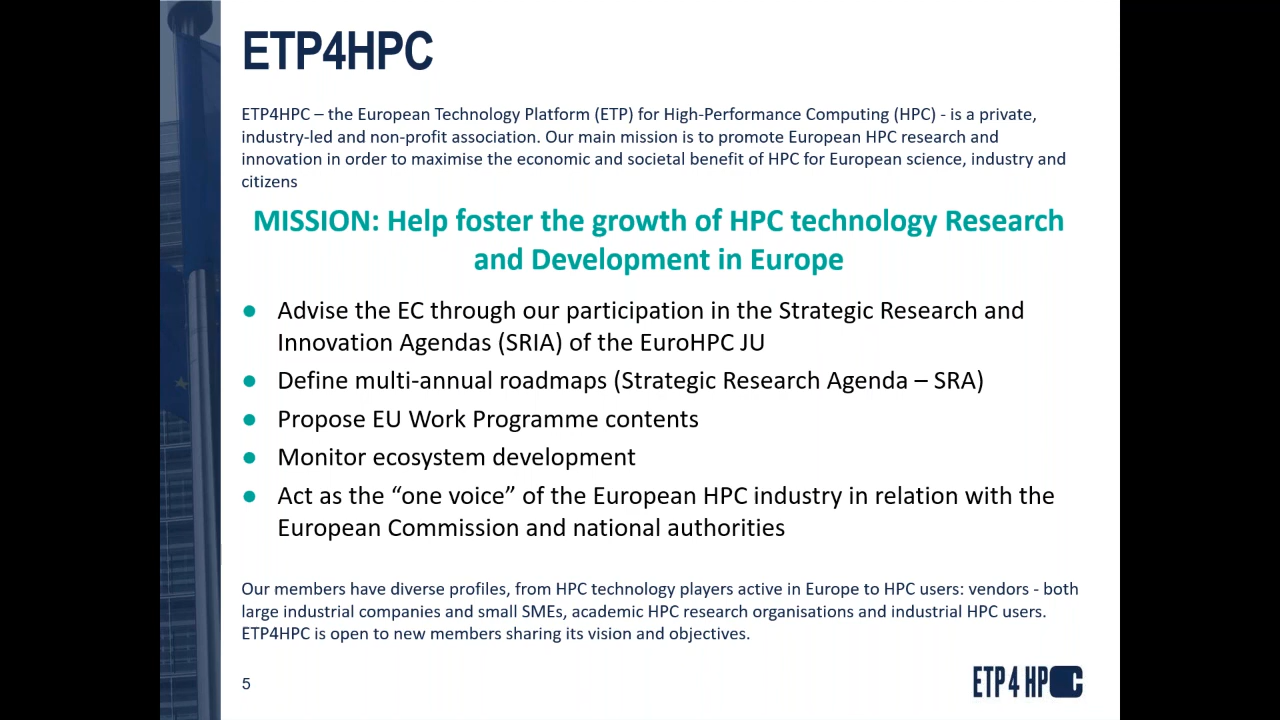 ETP4HPC
ETP4HPC – the European Technology Platform (ETP) for High-Performance Computing (HPC) - is a private,
industry-led and non-profit association. Our main mission is to promote European HPC research and
innovation in order to maximise the economic and societal benefit of HPC for European science, industry and
citizens
MISSION: Help foster the growth of HPC technology Research
and Development in Europe
● Advise the EC through our participation in the Strategic Research and
Innovation Agendas (SRIA) of the EuroHPC JU
● Define multi-annual roadmaps (Strategic Research Agenda – SRA)
● Propose EU Work Programme contents
● Monitor ecosystem development
● Act as the “one voice” of the European HPC industry in relation with the
European Commission and national authorities
Our members have diverse profiles, from HPC technology players active in Europe to HPC users: vendors - both
large industrial companies and small SMEs, academic HPC research organisations and industrial HPC users.
ETP4HPC is open to new members sharing its vision and objectives.
5
ETP4HPC